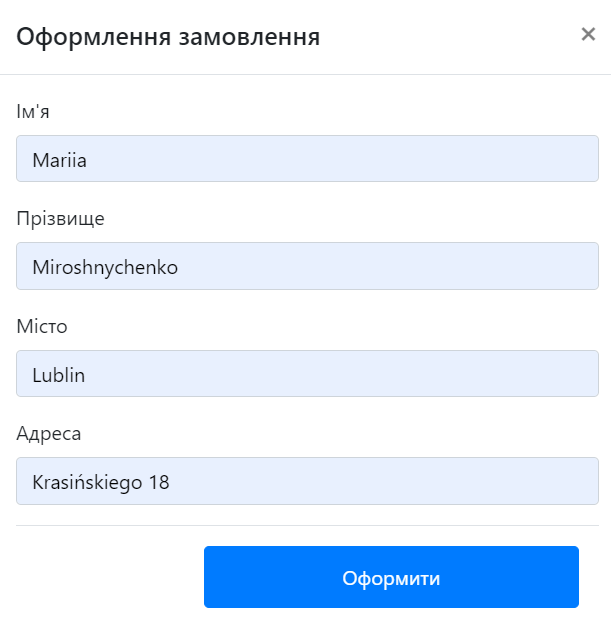 Оформлення замовлення
Ім'я
Mariia
Прізвище
Miroshnychenko
Місто
Lublin
Адреса
Krasińskiego 18
Оформити